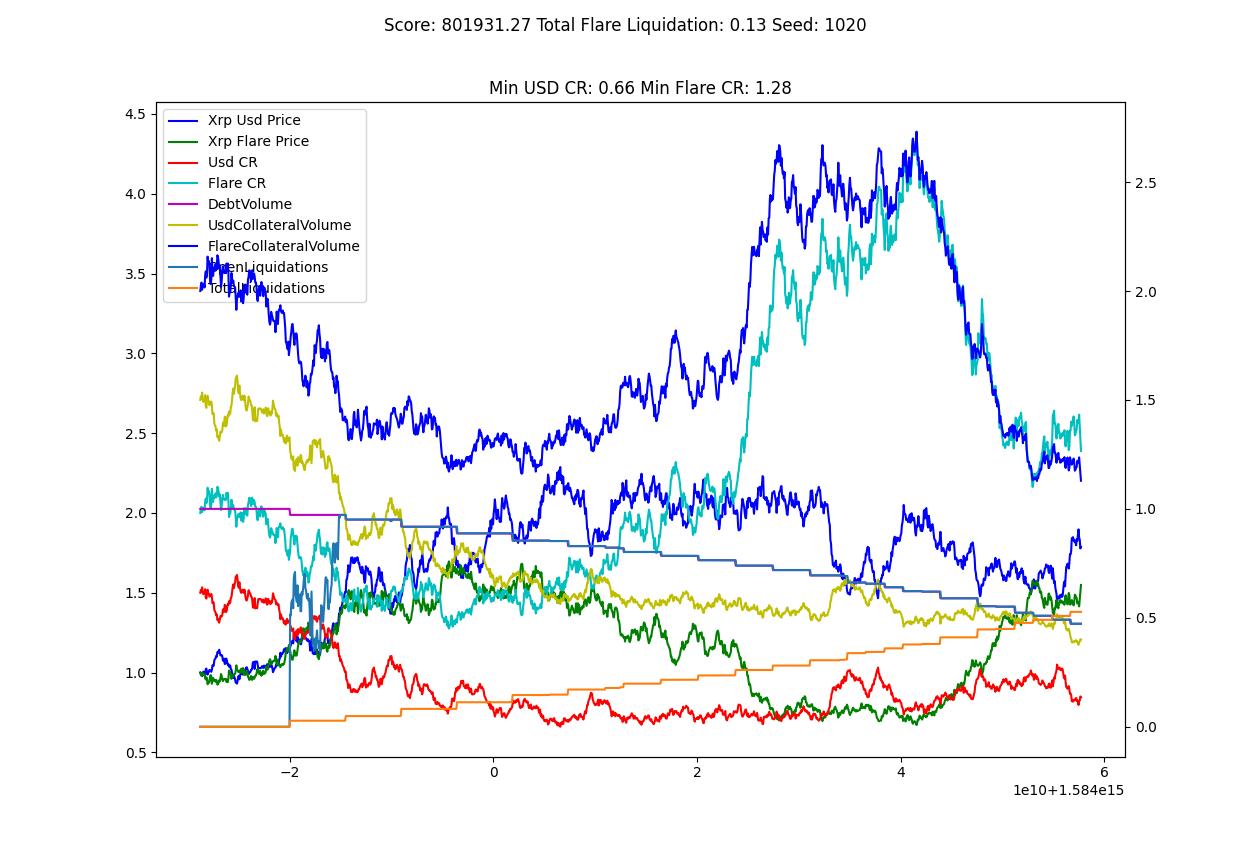 Score: 801931.27 Total Flare Liquidation: 0.13 Seed: 1020
Min USD CR: 0.66 Min Flare CR: 1.28
Xrp Usd Price
Xrp Flare Price
Usd CR
Flare CR
DebtVolume
UsdCollateralVolume
FlareCollateralVolume
OpenLiquidations
TotalLiquidations
4.5
4.0
3.5
3.0
2.5
2.0
1.5
1.0
0.5
2.5
2.0
1.5
1.0
0.5
0.0
−2
0
2
4
6
1e10+1.584e15